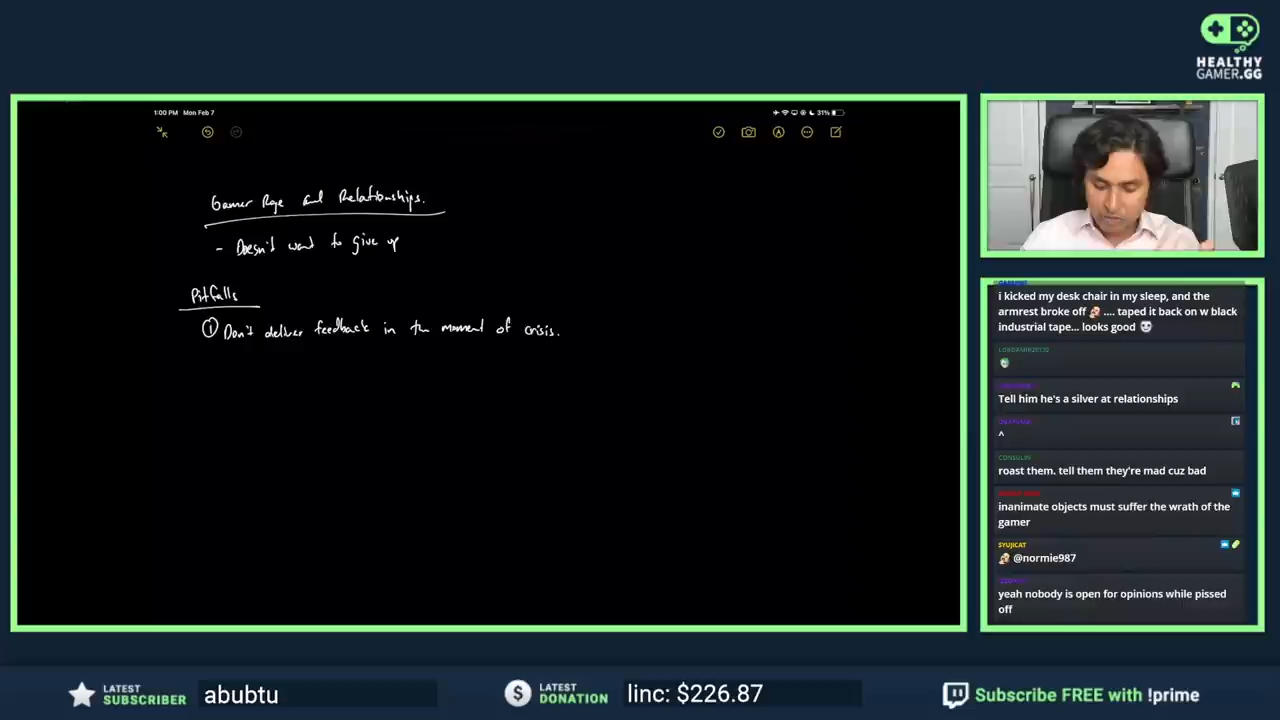 HEALTHY
GAMER.GG
1:00 PM Mon Feb 7
31%
Gamer Rage and Relationships.
- Doesn't want to give up
Pitfalls
① Don't deliver feedback in the moment of crisis.
i kicked my desk chair in my sleep, and the
armrest broke off .... taped it back on w black
industrial tape... looks good
Tell him he's a silver at relationships
^
CONSULIN
roast them. tell them they're mad cuz bad
inanimate objects must suffer the wrath of the
gamer
SYUJICAT
@normie987
yeah nobody is open for opinions while pissed
off
LATEST
SUBSCRIBER
abubtu
LATEST
DONATION
linc: $226.87
Subscribe FREE with !prime